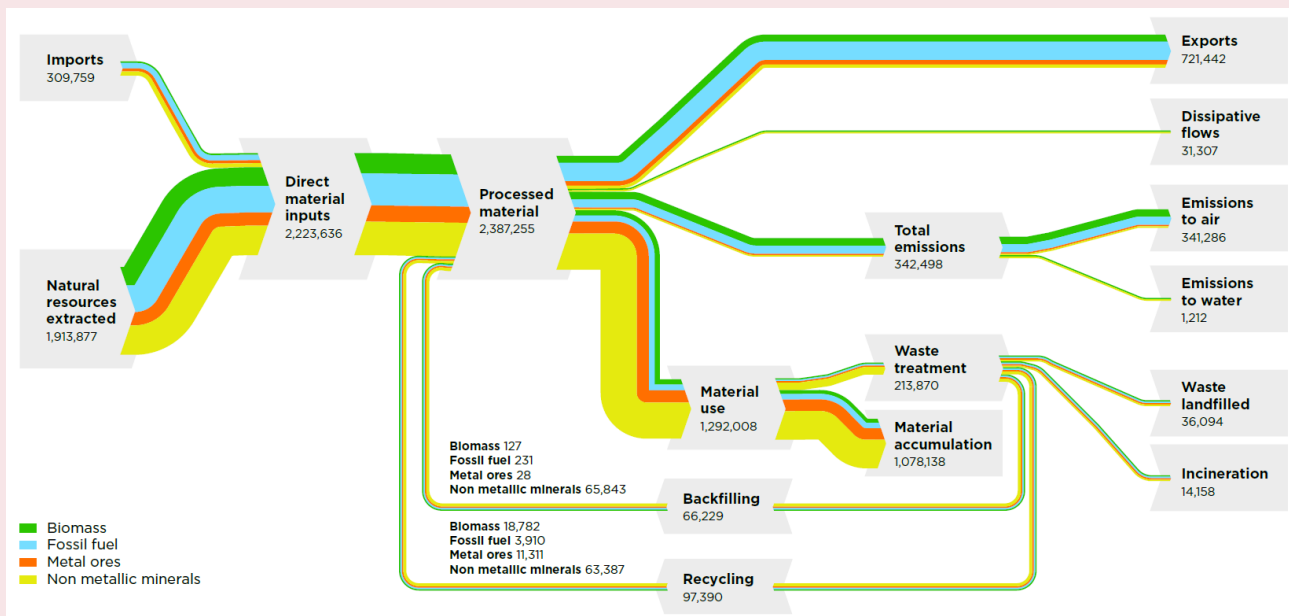 Imports
309,759
Natural
resources
extracted
1,913,877
Direct
material
inputs
2,223,636
Processed
material
2,387,255
Exports
721,442
Dissipative
flows
31,307
Total
emissions
342,498
Emissions
to air
341,286
Emissions
to water
1,212
Material
use
1,292,008
Waste
treatment
213,870
Material
accumulation
1,078,138
Waste
landfilled
36,094
Incineration
14,158
Biomass 127
Fossil fuel 231
Metal ores 28
Non metallic minerals 65,843
Backfilling
66,229
Biomass 18,782
Fossil fuel 3,910
Metal ores 11,311
Non metallic minerals 63,387
Recycling
97,390
Biomass
Fossil fuel
Metal ores
Non metallic minerals